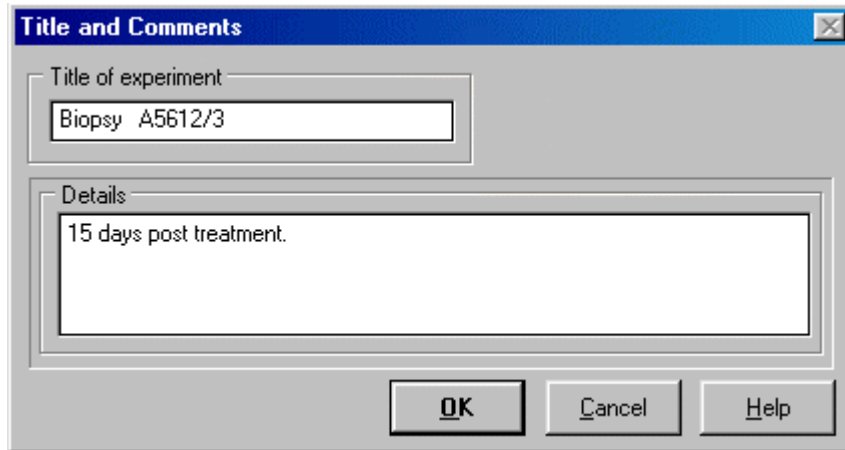 Title and Comments
Title of experiment
Biopsy A5612/3
Details
15 days post treatment.
OK Cancel Help